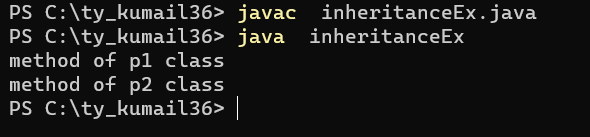 PS C:\ty_kumail36> javac  inheritanceEx.java
PS C:\ty_kumail36> java  inheritanceEx
method of p1 class
method of p2 class
PS C:\ty_kumail36>